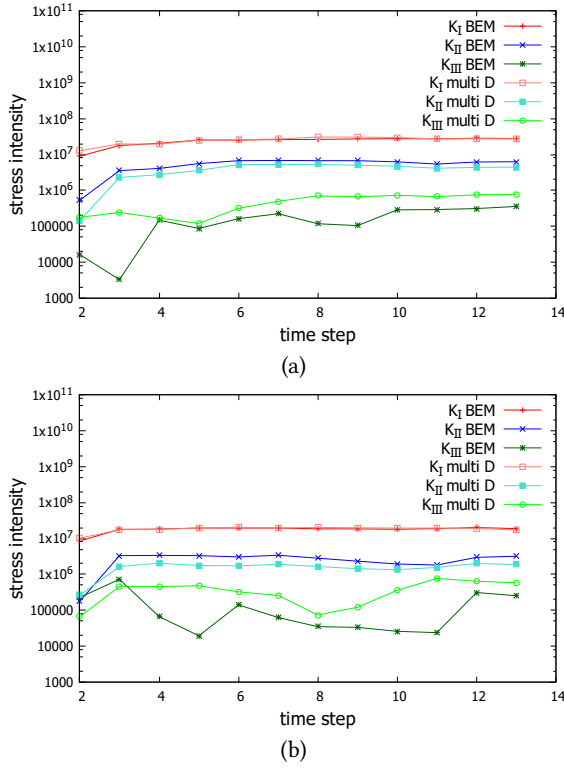 1x10^11
1x10^9
1x10^8
1x10^7
1x10^6
100000
10000
1000
stress intensity
K_I BEM
K_II BEM
K_III BEM
K_I multi D
K_II multi D
K_III multi D
2 4 6 8 10 12 14
time step
(a)
1x10^11
1x10^10
1x10^9
1x10^8
1x10^7
1x10^6
100000
10000
1000
stress intensity
K_I BEM
K_II BEM
K_III BEM
K_I multi D
K_II multi D
K_III multi D
2 4 6 8 10 12 14
time step
(b)